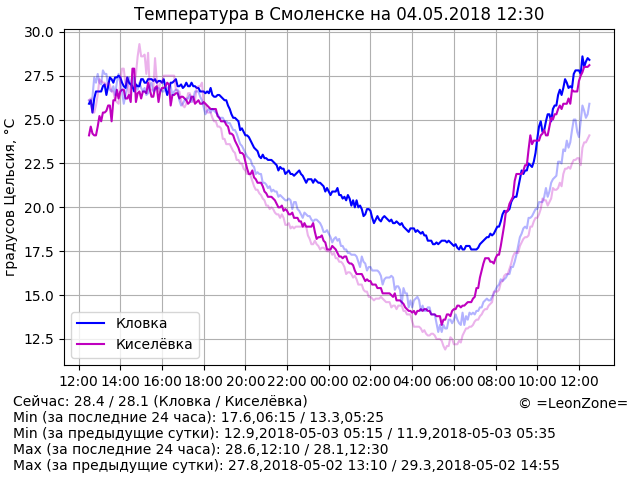 Температура в Смоленске на 04.05.2018 12:30
градусов Цельсия, °C
30.0
27.5
25.0
22.5
20.0
17.5
15.0
12.5
Кловка
Киселёвка
12:00 14:00 16:00 18:00 20:00 22:00 00:00 02:00 04:00 06:00 08:00 10:00 12:00
Сейчас: 28.4 / 28.1 (Кловка / Киселёвка)
© =LeonZone=
Min (за последние 24 часа): 17.6,06:15 / 13.3,05:25
Min (за предыдущие сутки): 12.9,2018-05-03 05:15 / 11.9,2018-05-03 05:35
Max (за последние 24 часа): 28.6,12:10 / 28.1,12:30
Max (за предыдущие сутки): 27.8,2018-05-02 13:10 / 29.3,2018-05-02 14:55